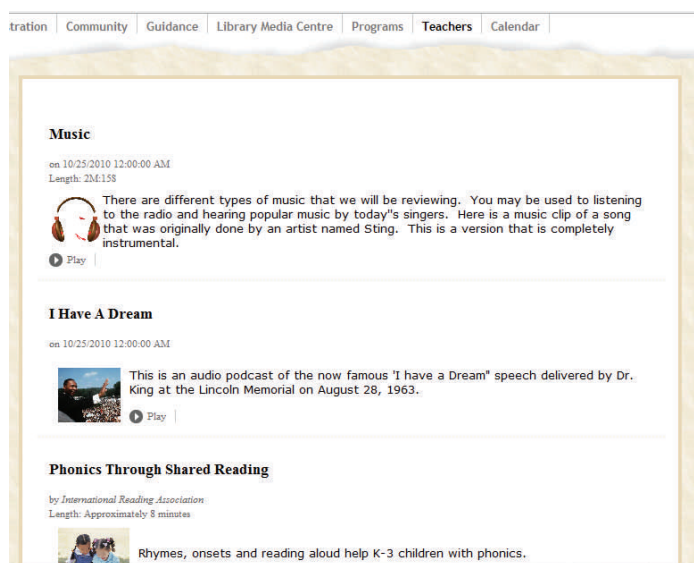 tration Community Guidance Library Media Centre Programs Teachers Calendar
Music
on 10/25/2010 12:00:00 AM
Length: 2M:15S
There are different types of music that we will be reviewing. You may be used to listening
to the radio and hearing popular music by today"s singers. Here is a music clip of a song
that was originally done by an artist named Sting. This is a version that is completely
instrumental.
Play
I Have A Dream
on 10/25/2010 12:00:00 AM
This is an audio podcast of the now famous 'I have a Dream" speech delivered by Dr.
King at the Lincoln Memorial on August 28, 1963.
Play
Phonics Through Shared Reading
by International Reading Association
Length: Approximately 8 minutes
Rhymes, onsets and reading aloud help K-3 children with phonics.